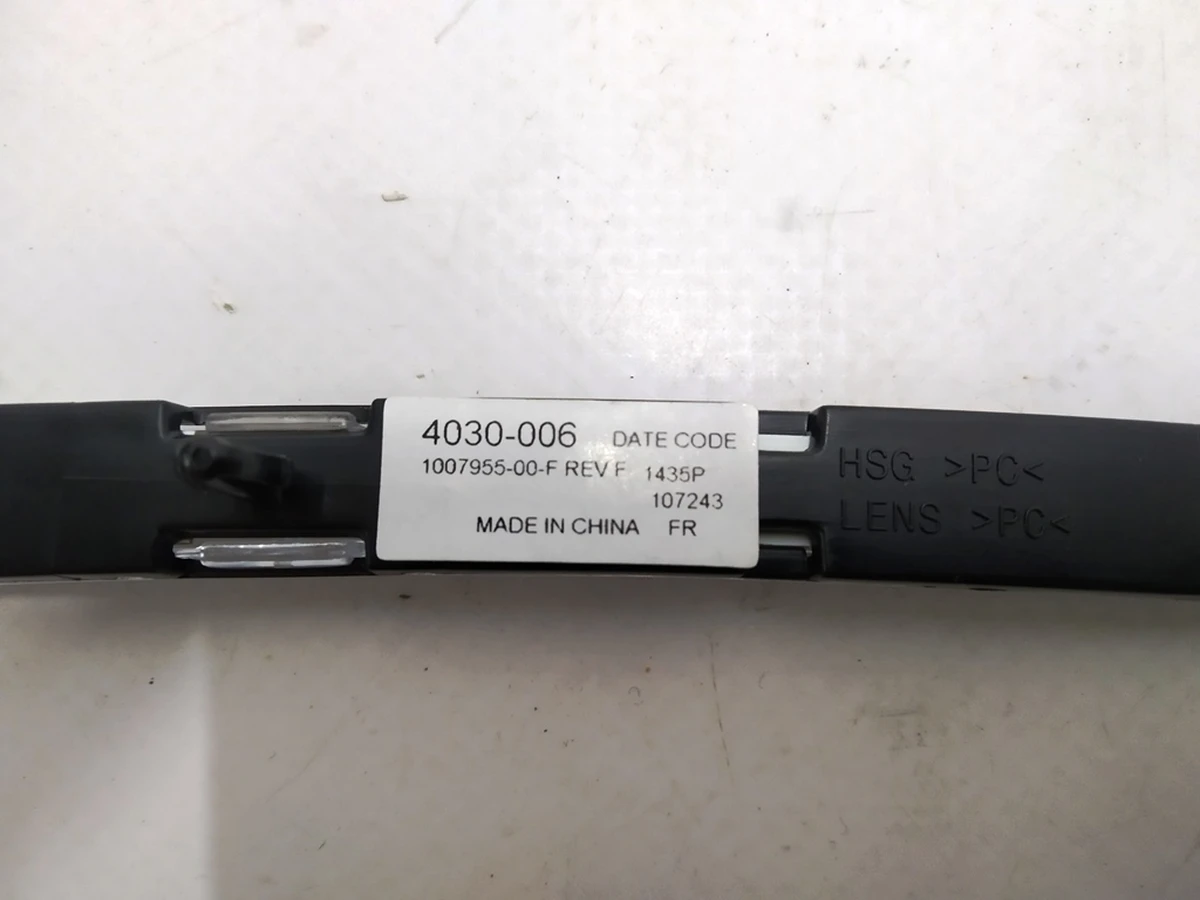 4030-006 DATE CODE
1007955-00-F REV F 1435P
107243
MADE IN CHINA FR
HSG >PC<
LENS >PC<